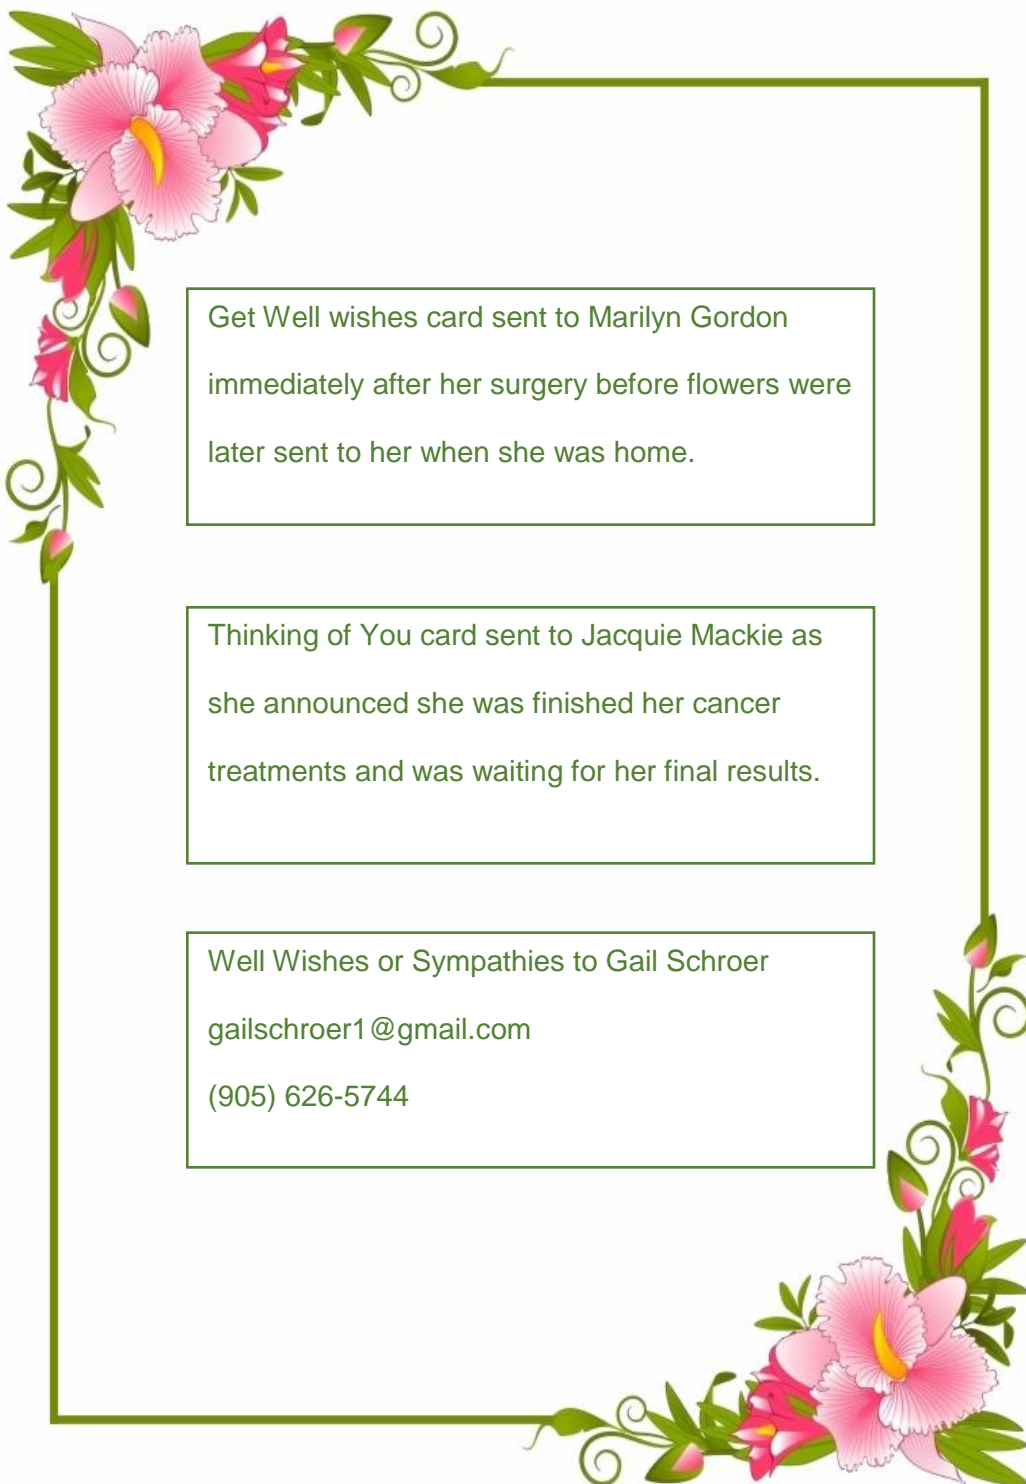 Get Well wishes card sent to Marilyn Gordon
immediately after her surgery before flowers were
later sent to her when she was home.
Thinking of You card sent to Jacquie Mackie as
she announced she was finished her cancer
treatments and was waiting for her final results.
Well Wishes or Sympathies to Gail Schroer
gailschroer1@gmail.com
(905) 626-5744